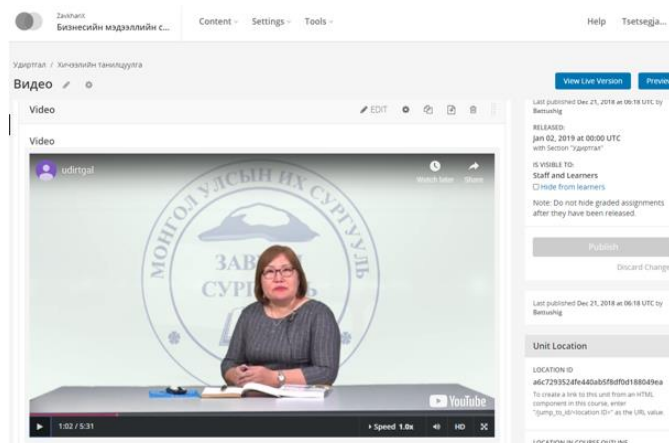 Zavkharit
Бизнесийн мэдээллийн с...
Content
Settings
Tools
Help
Tsetsegja...
Удиртгал / Хичээлийн танилцуулга
Видео
View Live Version
Preview
Video
EDIT
Video
udirtgal
Watch later
Share
МОНГОЛ УЛСЫН ИХ СУРГУУЛЬ
ЗАВ
СУР
YouTube
1:02 / 5:31
Speed 1.0x
HD
Last published Dec 21, 2018 at 06:18 UTC by
Battushig
RELEASED:
Jan 02, 2019 at 00:00 UTC
with Section "Удиртгал"
IS VISIBLE TO:
Staff and Learners
Hide from learners
Note: Do not hide graded assignments
after they have been released.
Publish
Discard Change
Last published Dec 21, 2018 at 06:18 UTC by
Battushig
Unit Location
LOCATION ID
a6c7293524fe440ab5f8df0d188049ea
To create a link to this unit from an HTML
component in this course, enter
"/jump_to_id/<location ID>" as the URL value.
LOCATION IN COURSE OUTLINE